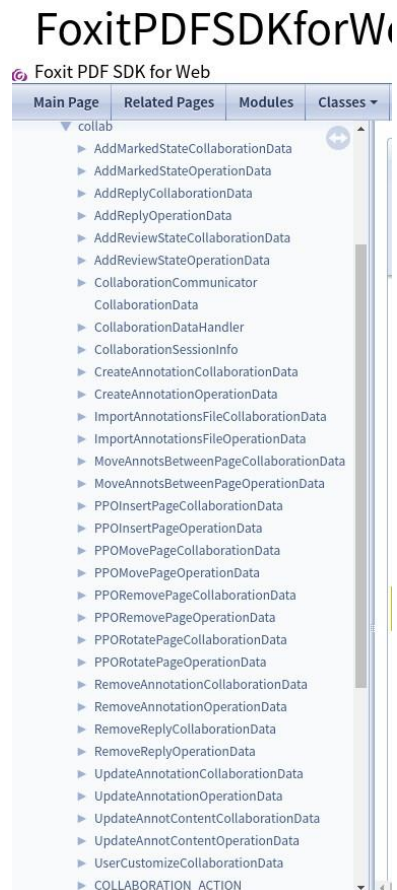 FoxitPDFSDKforW
Foxit PDF SDK for Web
Main Page Related Pages Modules Classes
collab
AddMarkedStateCollaborationData
AddMarkedStateOperationData
AddReplyCollaborationData
AddReplyOperationData
AddReviewStateCollaborationData
AddReviewStateOperationData
CollaborationCommunicator
CollaborationData
CollaborationDataHandler
CollaborationSessionInfo
CreateAnnotationCollaborationData
CreateAnnotationOperationData
ImportAnnotationsFileCollaborationData
ImportAnnotationsFileOperationData
MoveAnnotsBetweenPageCollaborationData
MoveAnnotsBetweenPageOperationData
PPOInsertPageCollaborationData
PPOInsertPageOperationData
PPOMovePageCollaborationData
PPOMovePageOperationData
PPORemovePageCollaborationData
PPORemovePageOperationData
PPORotatePageCollaborationData
PPORotatePageOperationData
RemoveAnnotationCollaborationData
RemoveAnnotationOperationData
RemoveReplyCollaborationData
RemoveReplyOperationData
UpdateAnnotationCollaborationData
UpdateAnnotationOperationData
UpdateAnnotContentCollaborationData
UpdateAnnotContentOperationData
UserCustomizeCollaborationData
COLLABORATION_ACTION